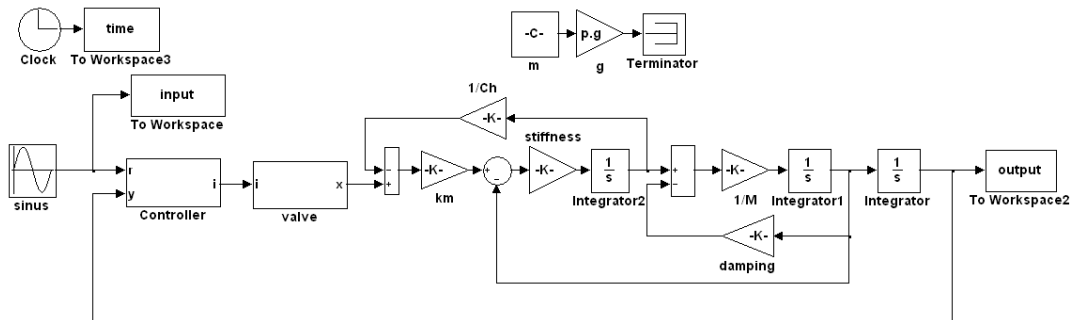 time
Clock
To Workspace3
-C-
m
p.g
g
Terminator
input
To Workspace
1/Ch
-K-
stiffness
sinus
r
y
i
Controller
i
x
valve
-
+
-K-
km
+
-
-K-
1
s
Integrator2
+
-
-K-
1/M
1
s
Integrator1
1
s
Integrator
output
To Workspace2
-K-
damping